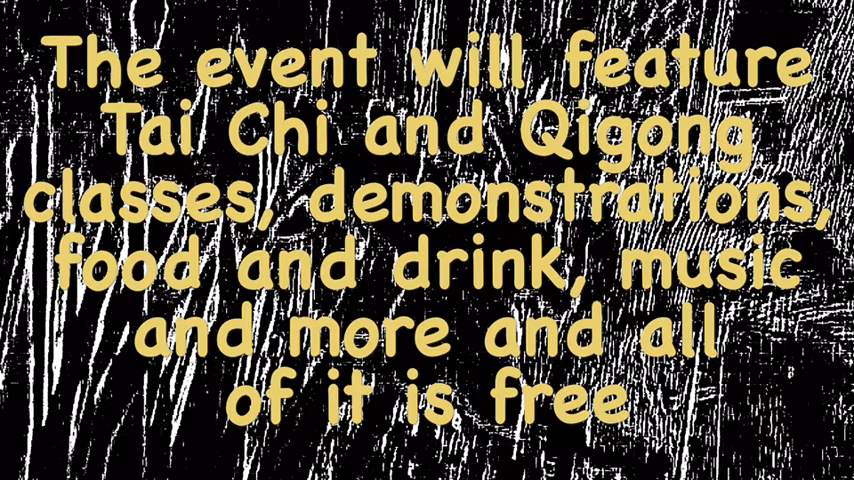 The event will feature
Tai Chi and Qigong
classes, demonstrations,
food and drink, music
and more and all
of it is free